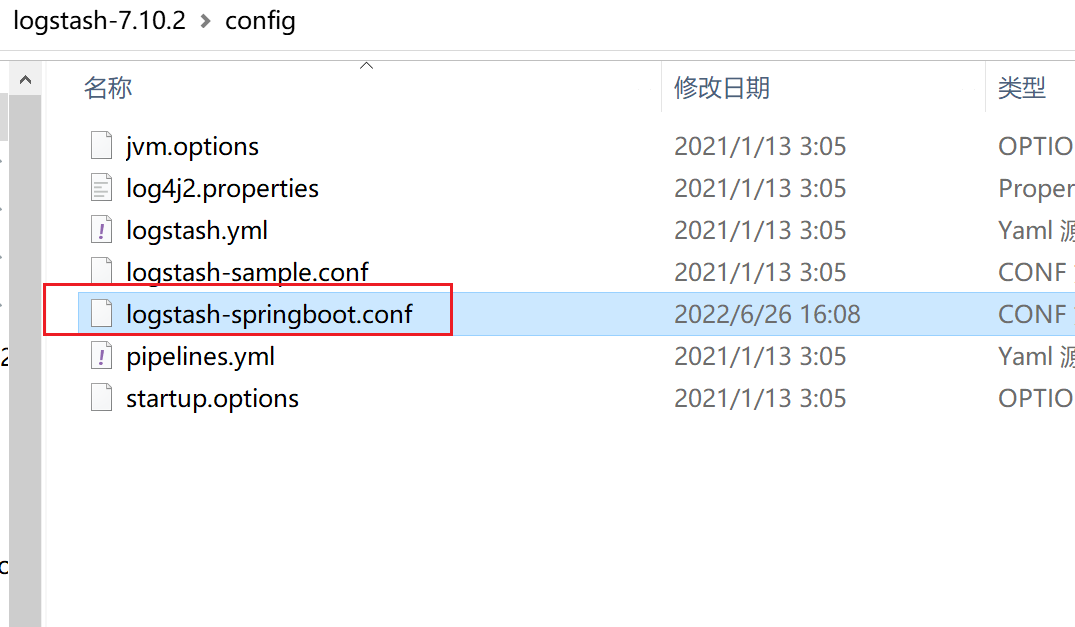 logstash-7.10.2 > config
名称 修改日期 类型
jvm.options 2021/1/13 3:05 OPTIO
log4j2.properties 2021/1/13 3:05 Proper
logstash.yml 2021/1/13 3:05 Yaml 源
logstash-sample.conf 2021/1/13 3:05 CONF
logstash-springboot.conf 2022/6/26 16:08 CONF
pipelines.yml 2021/1/13 3:05 Yaml 源
startup.options 2021/1/13 3:05 OPTIO